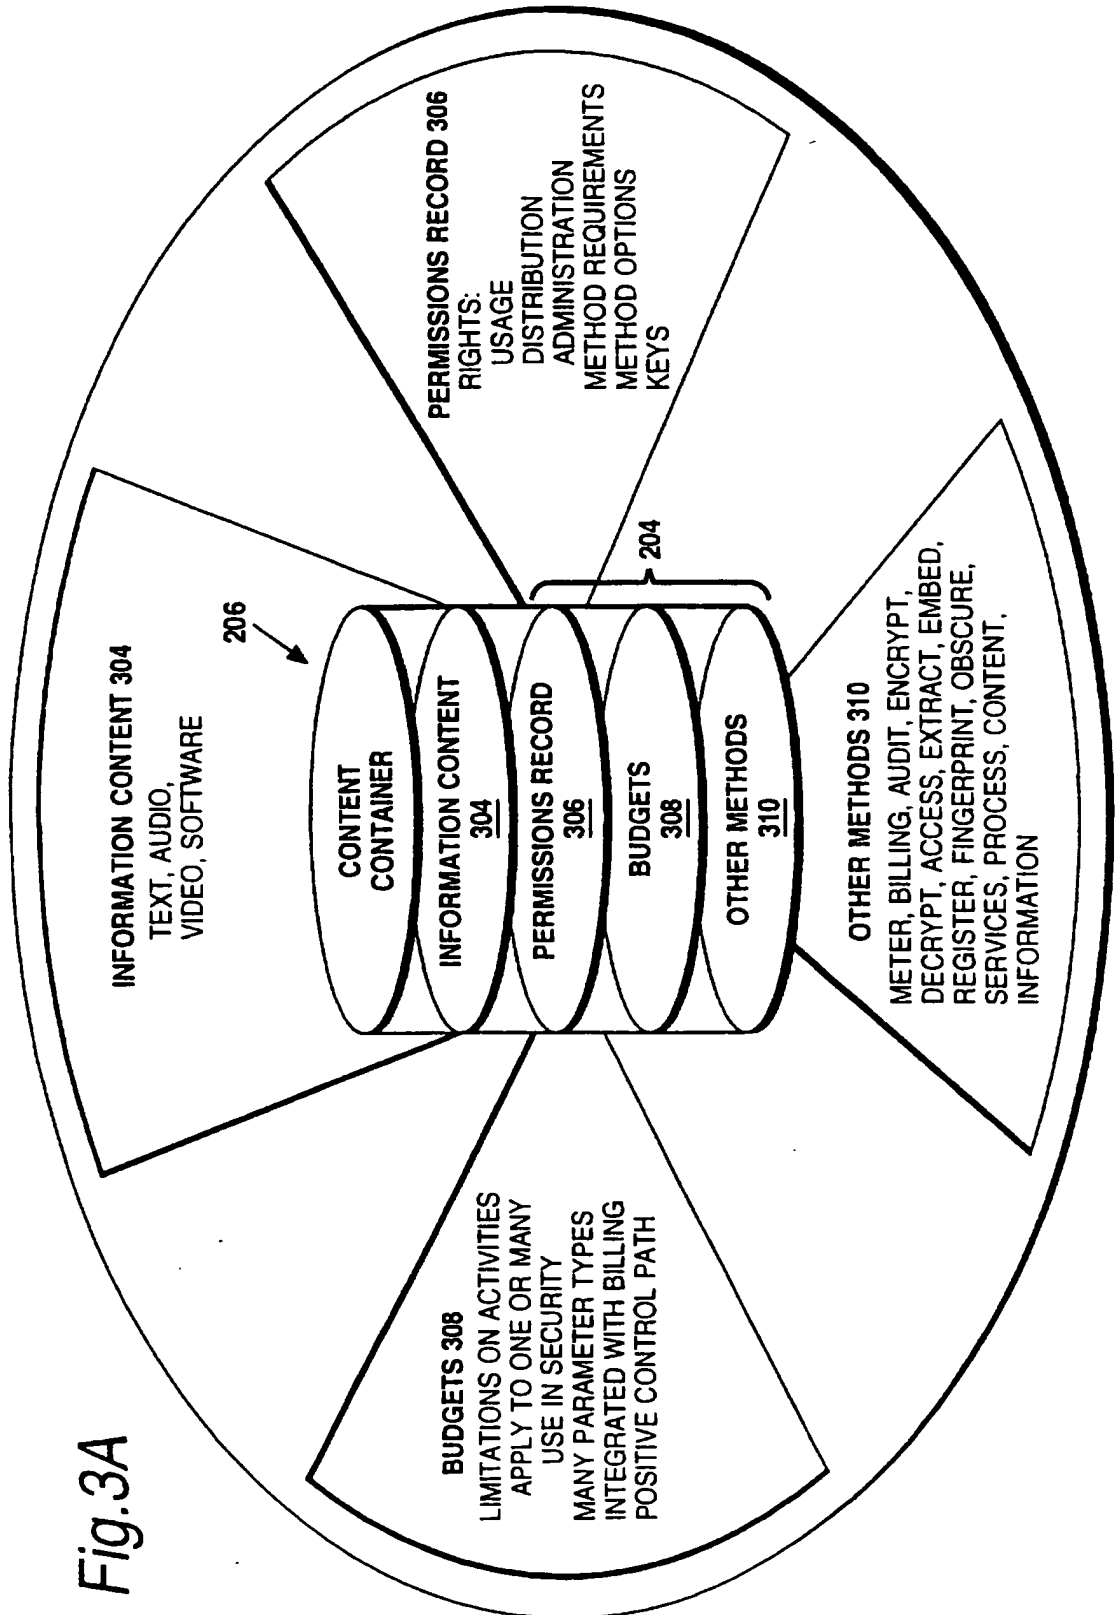 Fig.3A
INFORMATION CONTENT 304
TEXT, AUDIO,
VIDEO, SOFTWARE
206
BUDGETS 308
LIMITATIONS ON ACTIVITIES
APPLY TO ONE OR MANY
USE IN SECURITY
MANY PARAMETER TYPES
INTEGRATED WITH BILLING
POSITIVE CONTROL PATH
CONTENT
CONTAINER
INFORMATION CONTENT
304
PERMISSIONS RECORD
306
BUDGETS
308
OTHER METHODS
310
204
PERMISSIONS RECORD 306
RIGHTS:
USAGE
DISTRIBUTION
ADMINISTRATION
METHOD REQUIREMENTS
METHOD OPTIONS
KEYS
OTHER METHODS 310
METER, BILLING, AUDIT, ENCRYPT,
DECRYPT, ACCESS, EXTRACT, EMBED,
REGISTER, FINGERPRINT, OBSCURE,
SERVICES, PROCESS, CONTENT,
INFORMATION